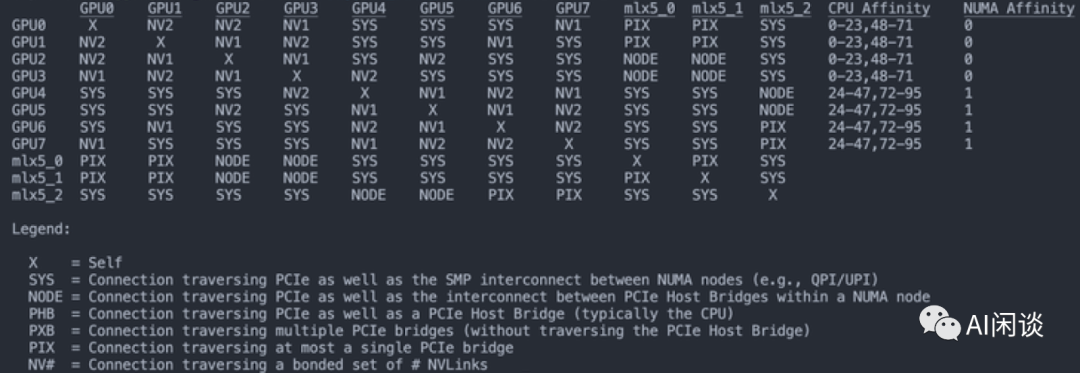 GPU0 GPU1 GPU2 GPU3 GPU4 GPU5 GPU6 GPU7 mlx5_0 mlx5_1 mlx5_2 CPU Affinity NUMA Affinity
GPU0 X NV2 NV2 NV1 SYS SYS SYS NV1 PIX PIX SYS 0-23,48-71 0
GPU1 NV2 X NV1 NV2 SYS SYS NV1 SYS PIX PIX SYS 0-23,48-71 0
GPU2 NV2 NV1 X NV1 SYS NV2 SYS SYS NODE NODE SYS 0-23,48-71 0
GPU3 NV1 NV2 NV1 X NV2 SYS SYS SYS NODE NODE SYS 0-23,48-71 0
GPU4 SYS SYS SYS NV2 X NV1 NV2 NV1 SYS SYS NODE 24-47,72-95 1
GPU5 SYS SYS NV2 SYS NV1 X NV1 NV2 SYS SYS NODE 24-47,72-95 1
GPU6 SYS NV1 SYS SYS NV2 NV1 X NV2 SYS SYS PIX 24-47,72-95 1
GPU7 NV1 SYS SYS SYS NV1 NV2 NV2 X SYS SYS PIX 24-47,72-95 1
mlx5_0 PIX PIX NODE NODE SYS SYS SYS SYS X PIX SYS
mlx5_1 PIX PIX NODE NODE SYS SYS SYS SYS PIX X SYS
mlx5_2 SYS SYS SYS SYS NODE NODE PIX PIX SYS SYS X
Legend:
X = Self
SYS = Connection traversing PCIe as well as the SMP interconnect between NUMA nodes (e.g., QPI/UPI)
NODE = Connection traversing PCIe as well as the interconnect between PCIe Host Bridges within a NUMA node
PHB = Connection traversing PCIe as well as a PCIe Host Bridge (typically the CPU)
PXB = Connection traversing multiple PCIe bridges (without traversing the PCIe Host Bridge)
PIX = Connection traversing at most a single PCIe bridge
NV# = Connection traversing a bonded set of # NVLinks
AI闲谈